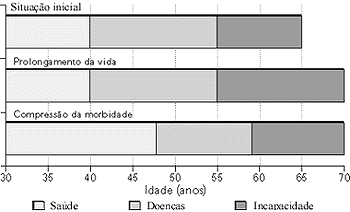 Situação inicial
Prolongamento da vida
Compressão da morbidade
30 35 40 45 50 55 60 65 70
Idade (anos)
Saúde Doenças Incapacidade